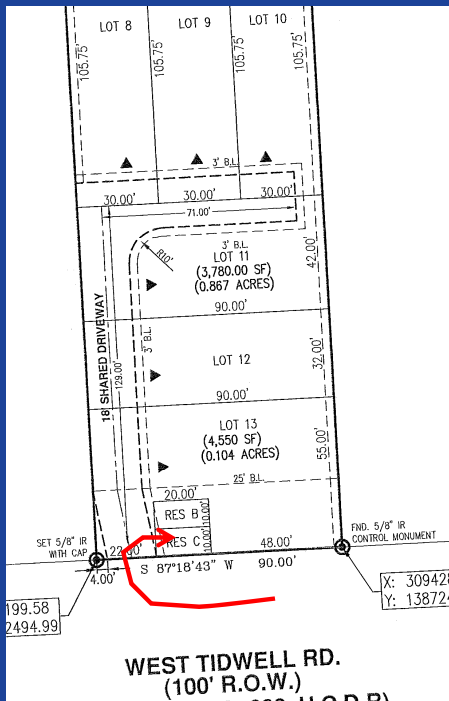 LOT 8
LOT 9
LOT 10
105.75'
105.75'
105.75'
105.75'
3' B.L.
30.00'
30.00'
30.00'
71.00'
R10'
3' B.L.
LOT 11
(3,780.00 SF)
(0.867 ACRES)
42.00'
90.00'
18' SHARED DRIVEWAY
129.00'
3' B.L.
LOT 12
32.00'
90.00'
LOT 13
(4,550 SF)
(0.104 ACRES)
55.00'
25' B.L.
20.00'
RES B
10.00'
RES C
10.00'
SET 5/8" IR
WITH CAP
22.00'
48.00'
FND. 5/8" IR
CONTROL MONUMENT
4.00'
S 87°18'43" W
90.00'
199.58
2494.99
X: 309428
Y: 138724
WEST TIDWELL RD.
(100' R.O.W.)